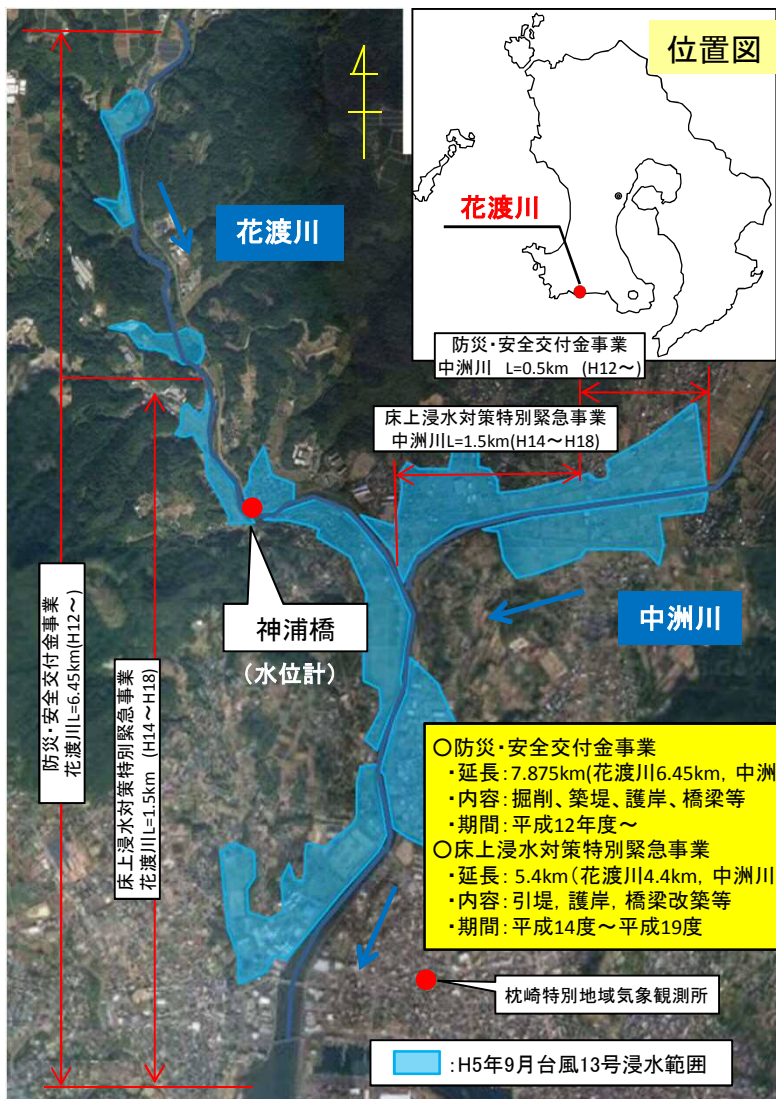 位置図
花渡川
花渡川
防災・安全交付金事業
中洲川 L=0.5km (H12～)
床上浸水対策特別緊急事業
中洲川L=1.5km(H14～H18)
神浦橋
(水位計)
中洲川
防災・安全交付金事業
花渡川L=6.45km(H12～)
床上浸水対策特別緊急事業
花渡川L=1.5km (H14～H18)
○防災・安全交付金事業
・延長:7.875km(花渡川6.45km, 中洲
・内容:掘削、築堤、護岸、橋梁等
・期間:平成12年度～
○床上浸水対策特別緊急事業
・延長:5.4km(花渡川4.4km, 中洲川
・内容:引堤, 護岸, 橋梁改築等
・期間:平成14度～平成19度
枕崎特別地域気象観測所
:H5年9月台風13号浸水範囲